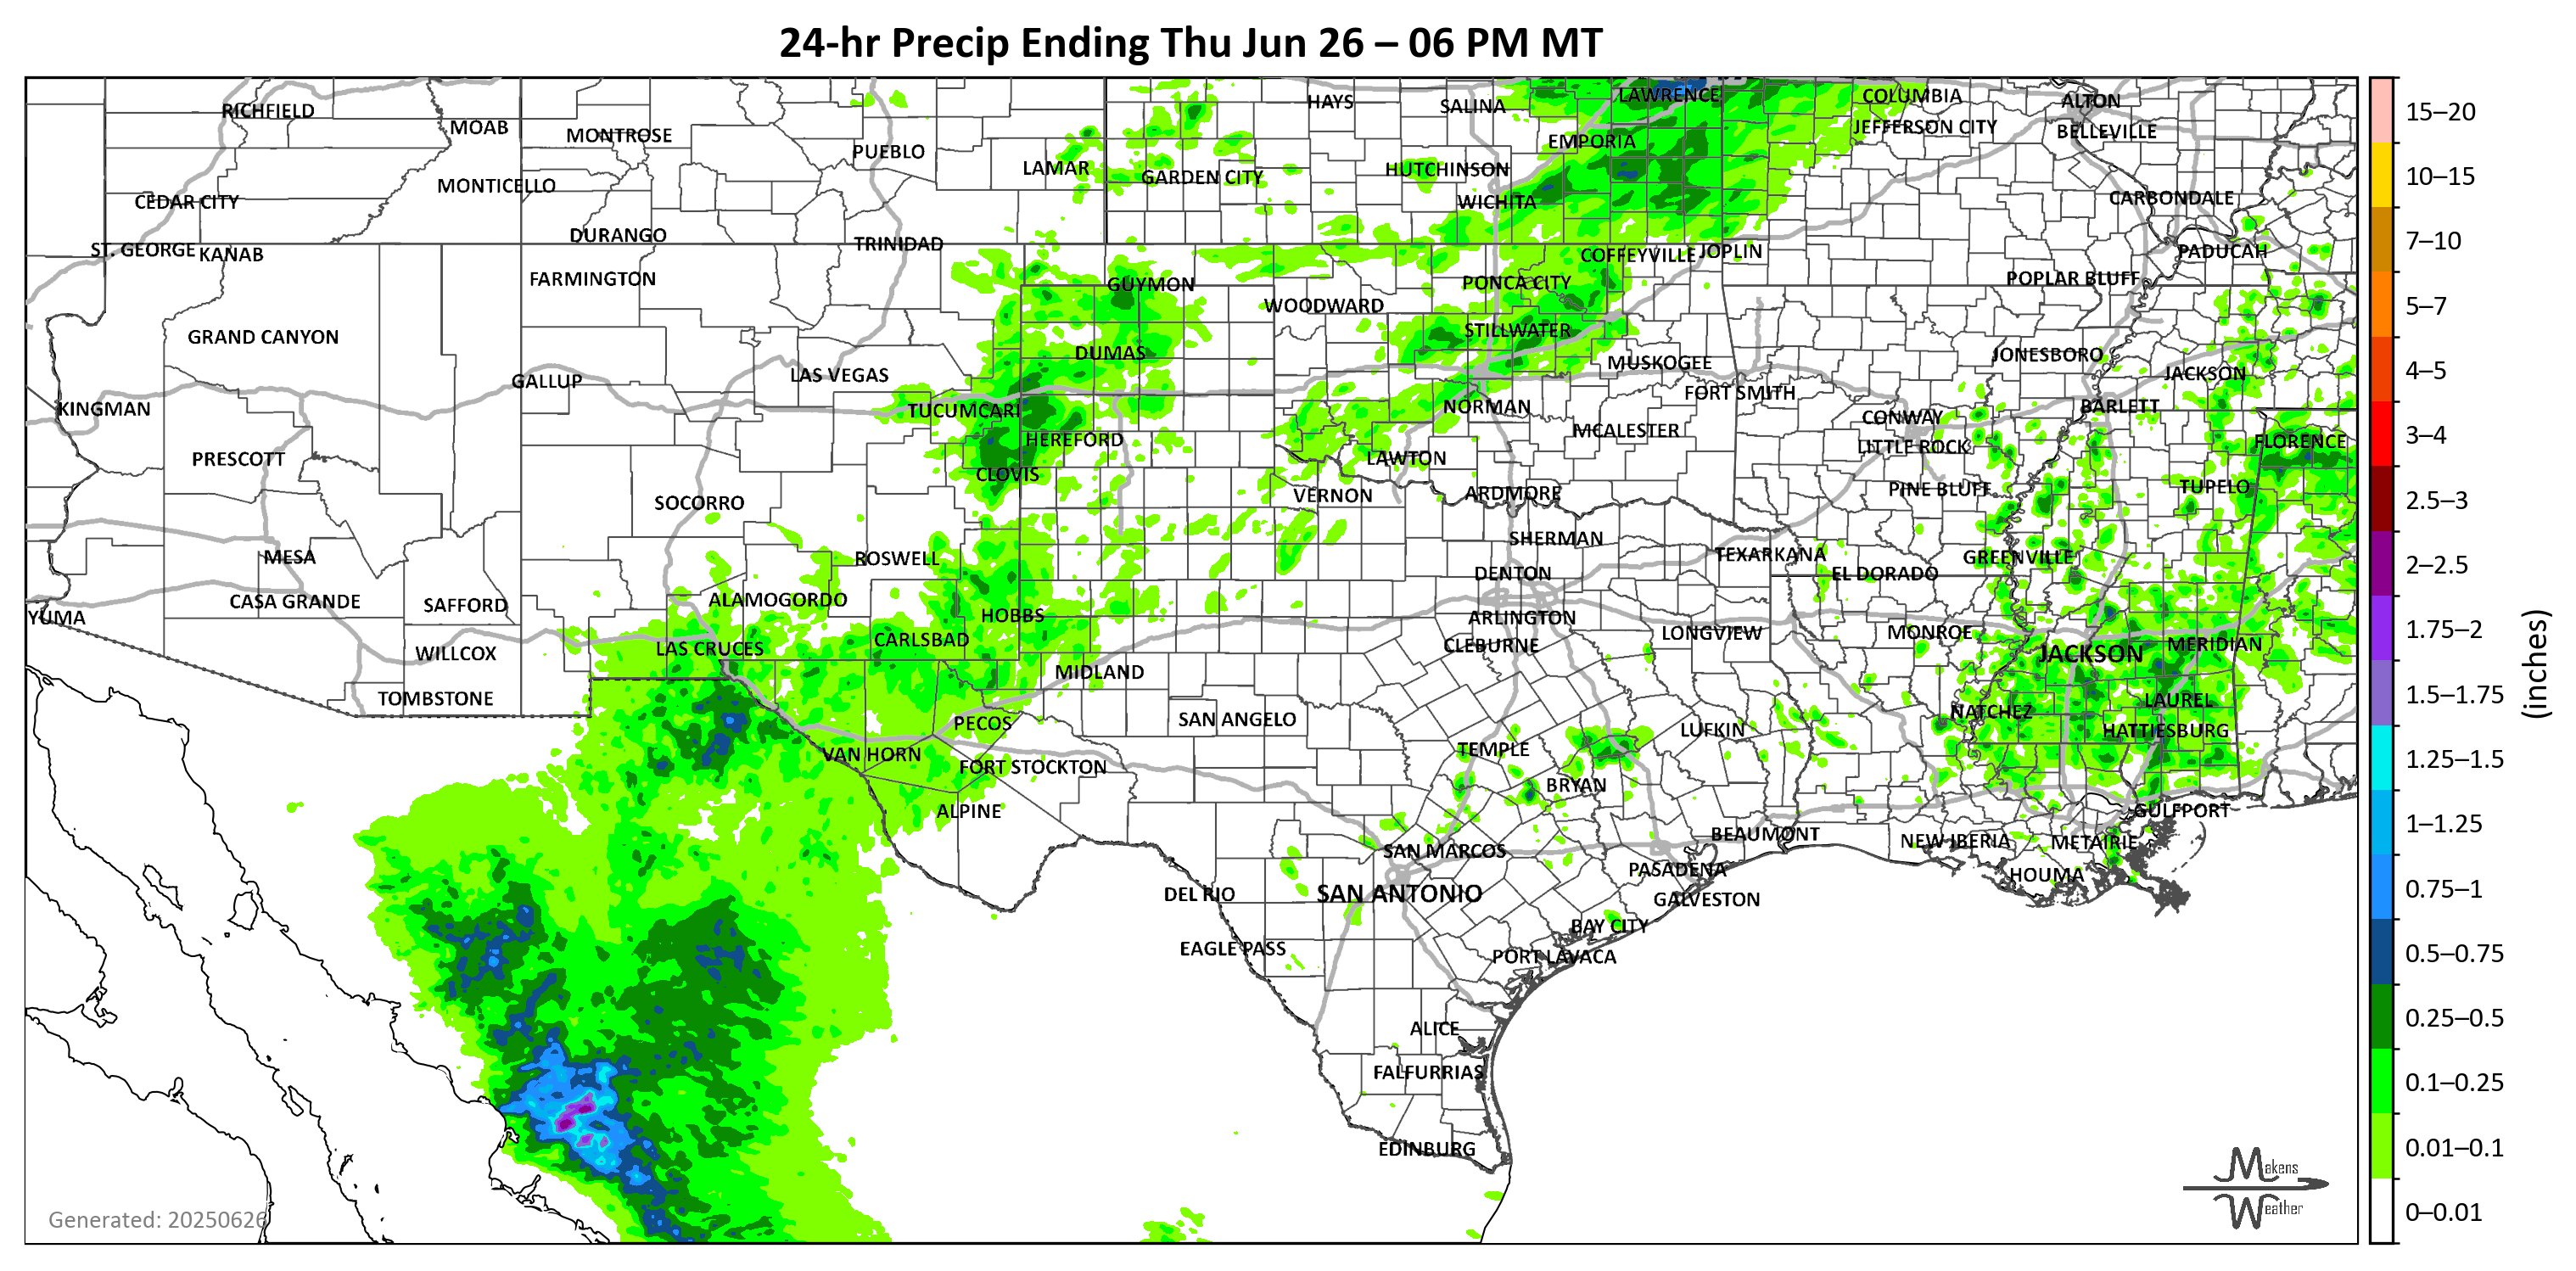 24-hr Precip Ending Thu Jun 26 – 06 PM MT
RICHFIELD
MOAB
MONTROSE
PUEBLO
LAMAR
GARDEN CITY
HAYS
SALINA
LAWRENCE
COLUMBIA
ALTON
EMPORIA
JEFFERSON CITY
BELLEVILLE
HUTCHINSON
MONTICELLO
CEDAR CITY
WICHITA
CARBONDALE
DURANGO
TRINIDAD
ST. GEORGE
KANAB
COFFEYVILLE
JOPLIN
PADUCAH
FARMINGTON
GUYMON
PONCA CITY
POPLAR BLUFF
WOODWARD
GRAND CANYON
STILLWATER
DUMAS
MUSKOGEE
JONESBORO
GALLUP
LAS VEGAS
JACKSON
FORT SMITH
KINGMAN
TUCUMCARI
NORMAN
CONWAY
BARLETT
HEREFORD
MCALESTER
LITTLE ROCK
FLORENCE
PRESCOTT
CLOVIS
LAWTON
SOCORRO
VERNON
ARDMORE
PINE BLUFF
TUPELO
MESA
ROSWELL
SHERMAN
TEXARKANA
GREENVILLE
DENTON
EL DORADO
CASA GRANDE
SAFFORD
ALAMOGORDO
YUMA
HOBBS
ARLINGTON
LONGVIEW
MONROE
WILLCOX
LAS CRUCES
CARLSBAD
CLEBURNE
JACKSON
MERIDIAN
MIDLAND
TOMBSTONE
LAUREL
PECOS
SAN ANGELO
NATCHEZ
LUFKIN
HATTIESBURG
VAN HORN
FORT STOCKTON
TEMPLE
BRYAN
ALPINE
GULFPORT
BEAUMONT
NEW IBERIA
METAIRIE
SAN MARCOS
PASADENA
HOUMA
DEL RIO
SAN ANTONIO
GALVESTON
BAY CITY
EAGLE PASS
PORT LAVACA
ALICE
FALFURRIAS
EDINBURG
Generated: 20250626
Makens
Weather
15–20
10–15
7–10
5–7
4–5
3–4
2.5–3
2–2.5
1.75–2
1.5–1.75
1.25–1.5
1–1.25
0.75–1
0.5–0.75
0.25–0.5
0.1–0.25
0.01–0.1
0–0.01
(inches)